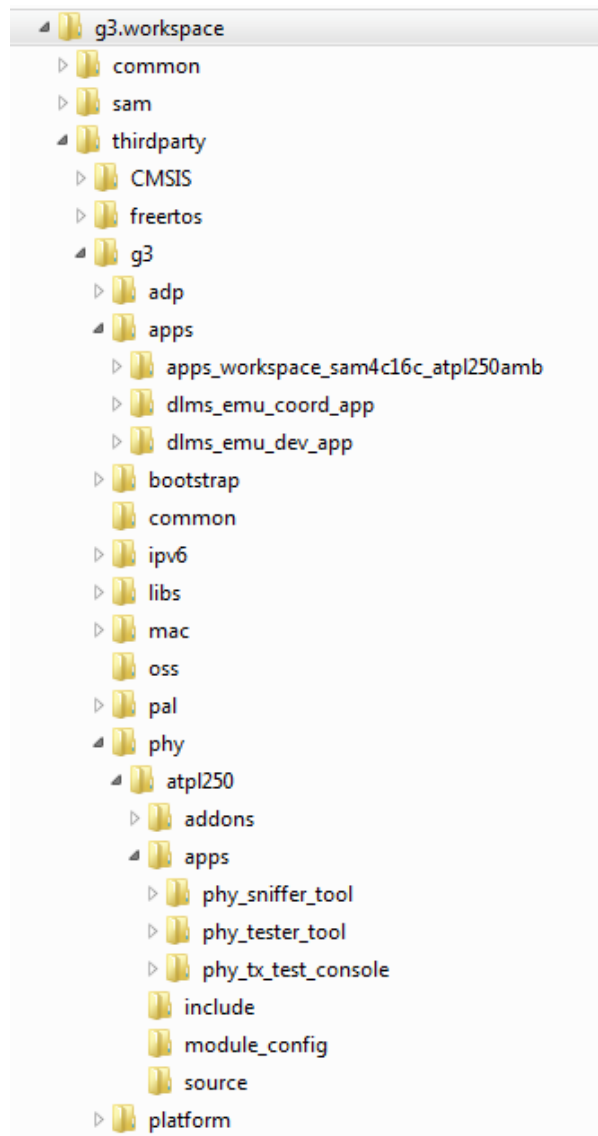 g3.workspace
common
sam
thirdparty
CMSIS
freertos
g3
adp
apps
apps_workspace_sam4c16c_atpl250amb
dlms_emu_coord_app
dlms_emu_dev_app
bootstrap
common
ipv6
libs
mac
oss
pal
phy
atpl250
addons
apps
phy_sniffer_tool
phy_tester_tool
phy_tx_test_console
include
module_config
source
platform